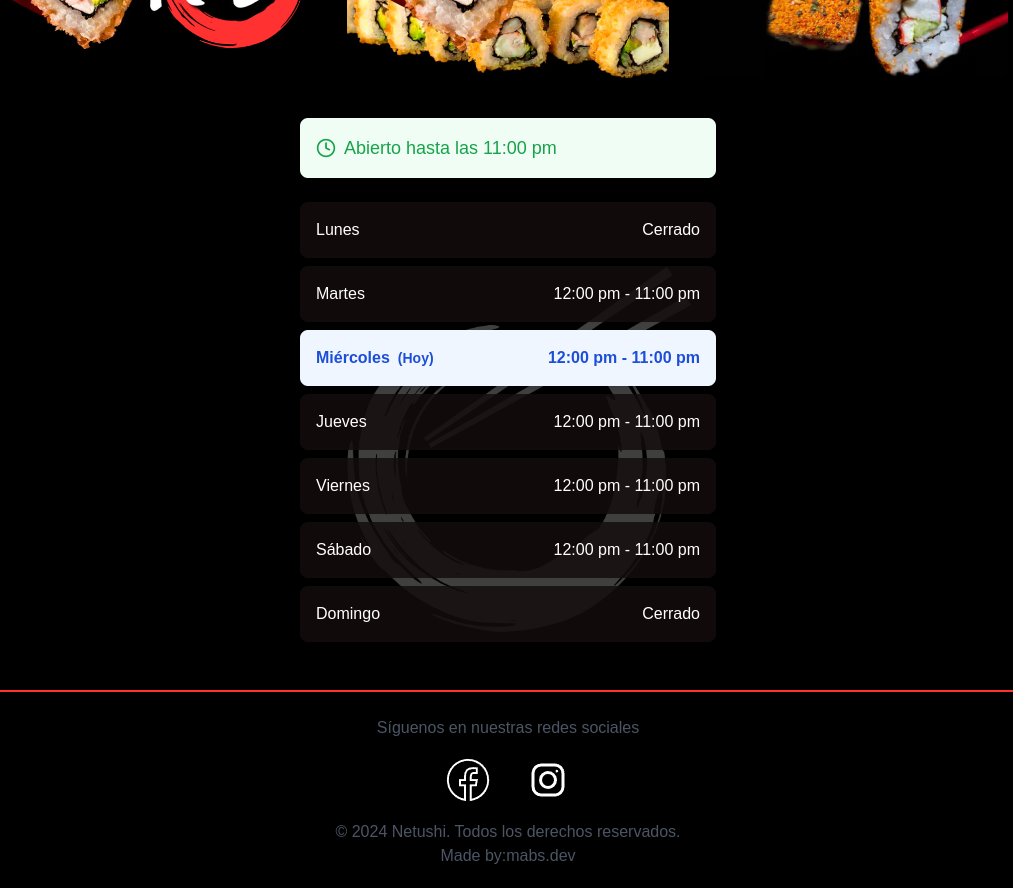 Abierto hasta las 11:00 pm
Lunes Cerrado
Martes 12:00 pm - 11:00 pm
Miércoles (Hoy) 12:00 pm - 11:00 pm
Jueves 12:00 pm - 11:00 pm
Viernes 12:00 pm - 11:00 pm
Sábado 12:00 pm - 11:00 pm
Domingo Cerrado
Síguenos en nuestras redes sociales
© 2024 Netushi. Todos los derechos reservados.
Made by:mabs.dev